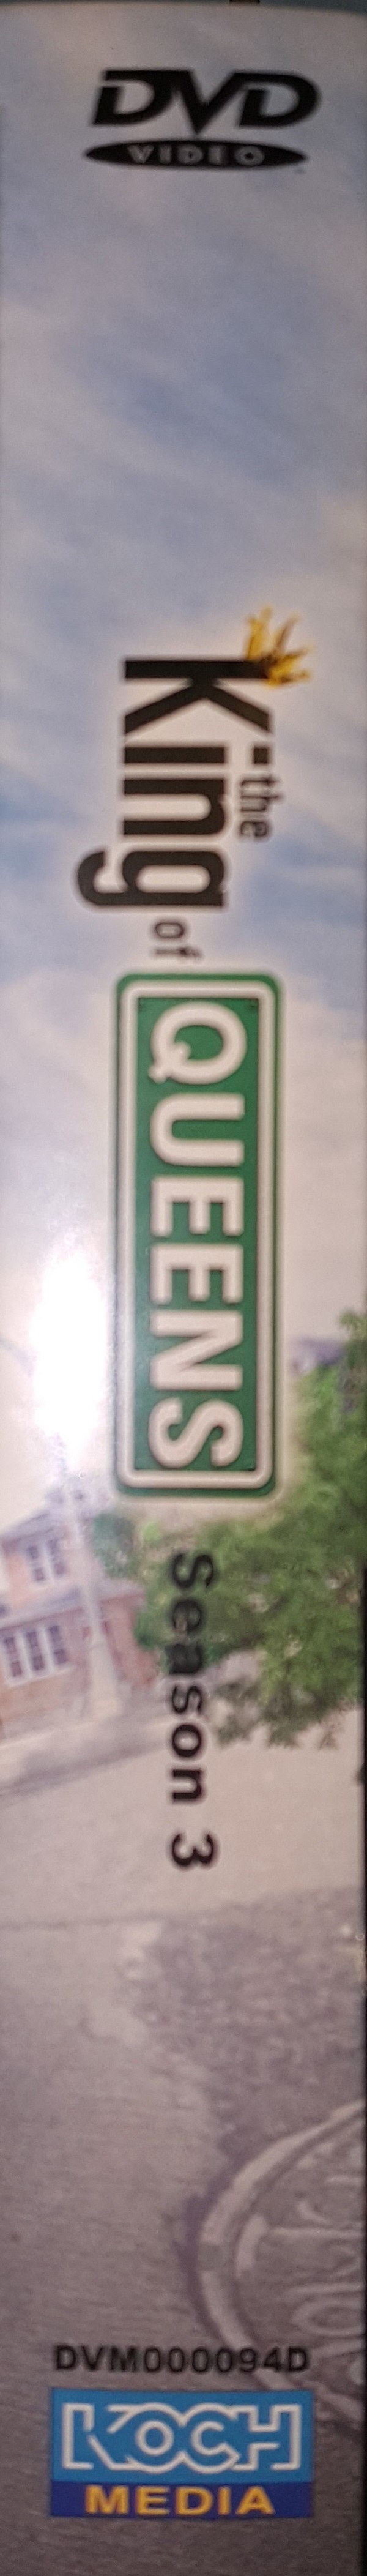 DVD
VIDEO
the
King of QUEENS Season 3
DVM000094D
KOCH
MEDIA